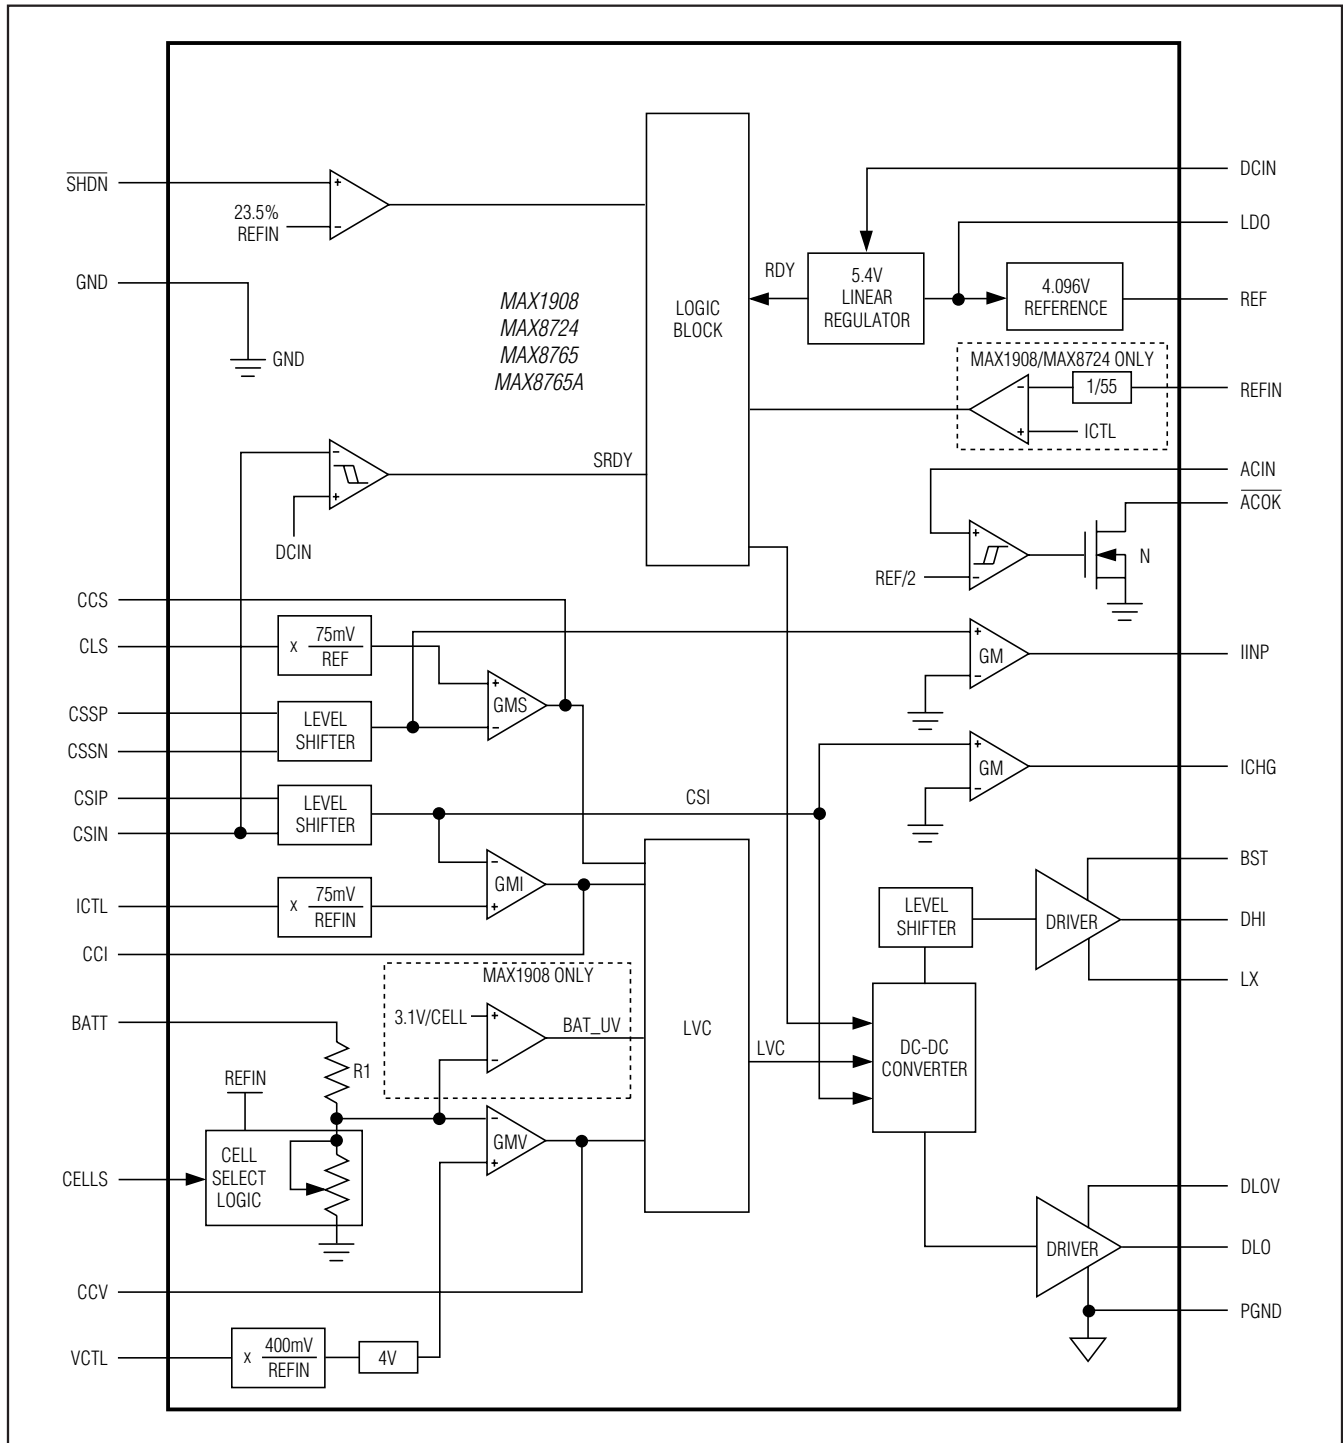 SHDN
23.5%
REFIN
+
−
GND
GND
MAX1908
MAX8724
MAX8765
MAX8765A
LOGIC
BLOCK
RDY
5.4V
LINEAR
REGULATOR
4.096V
REFERENCE
DCIN
LDO
REF
MAX1908/MAX8724 ONLY
−
1/55
+
ICTL
REFIN
−
+
SRDY
DCIN
ACIN
ACOK
+
REF/2
−
N
CCS
CLS
x 75mV
REF
+
GMS
−
CSSP
LEVEL
SHIFTER
CSSN
+
GM
−
IINP
CSIP
LEVEL
SHIFTER
CSIN
CSI
+
GM
−
ICHG
−
GMI
+
ICTL
x 75mV
REFIN
CCI
LEVEL
SHIFTER
DRIVER
BST
DHI
LX
MAX1908 ONLY
3.1V/CELL
+
−
BAT_UV
LVC
LVC
DC-DC
CONVERTER
BATT
R1
REFIN
CELL
SELECT
LOGIC
CELLS
−
GMV
+
CCV
VCTL
x 400mV
REFIN
4V
DRIVER
DLOV
DLO
PGND